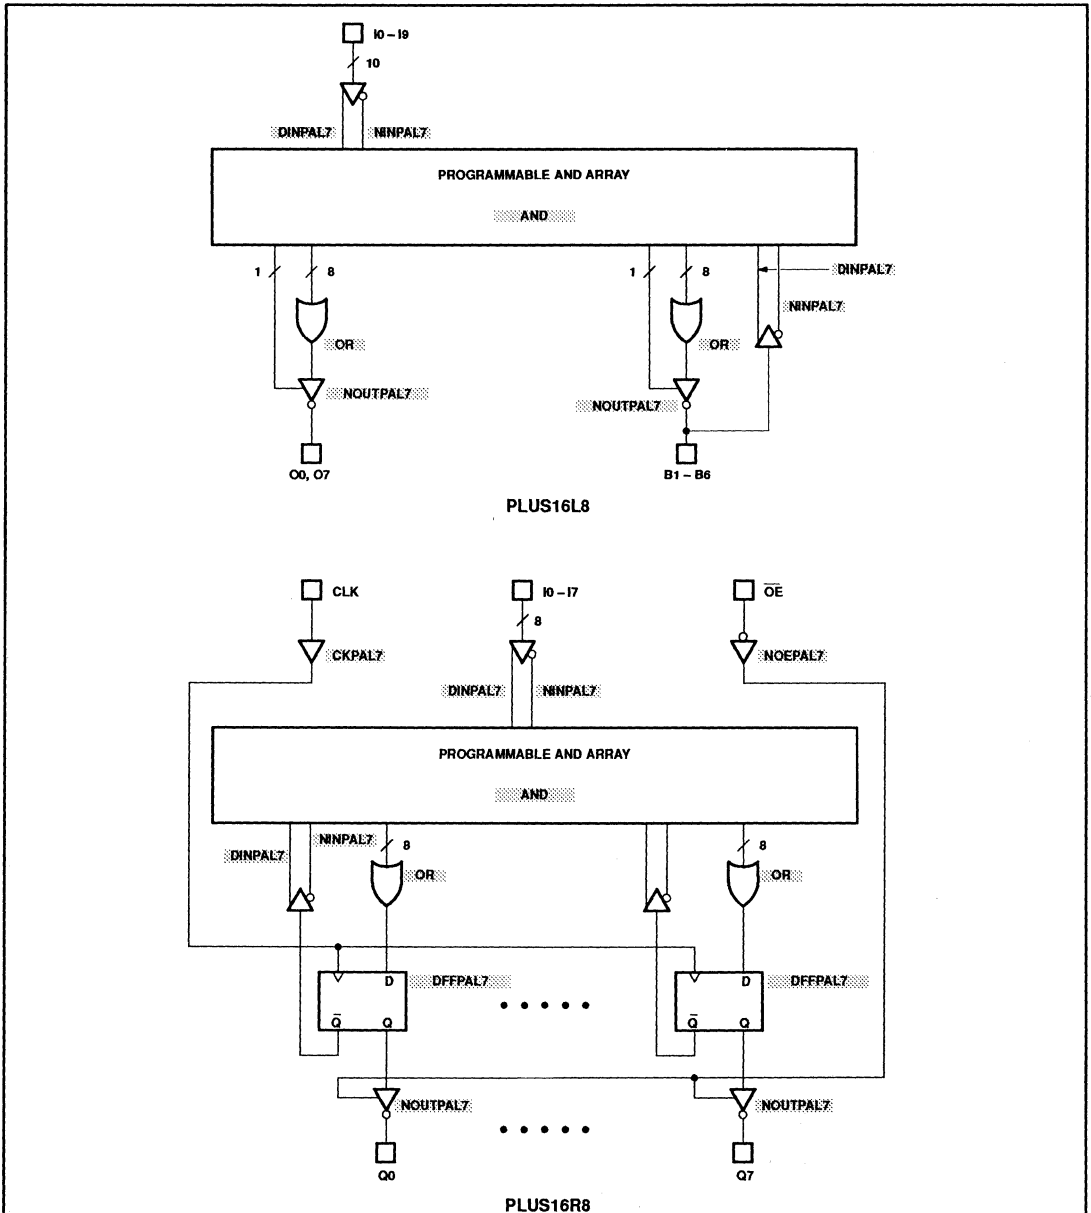 I0 – I9
10
DINPAL7 NINPAL7
PROGRAMMABLE AND ARRAY
AND
1 8 1 8 DINPAL7
NINPAL7
OR OR
NOUTPAL7 NOUTPAL7
O0, O7 B1 – B6
PLUS16L8
CLK I0 – I7 O̅E̅
8
CKPAL7 NOEPAL7
DINPAL7 NINPAL7
PROGRAMMABLE AND ARRAY
AND
NINPAL7 8 8
DINPAL7
OR OR
D DFFPAL7 D DFFPAL7
Q̅ Q Q̅ Q
NOUTPAL7 NOUTPAL7
Q0 Q7
PLUS16R8